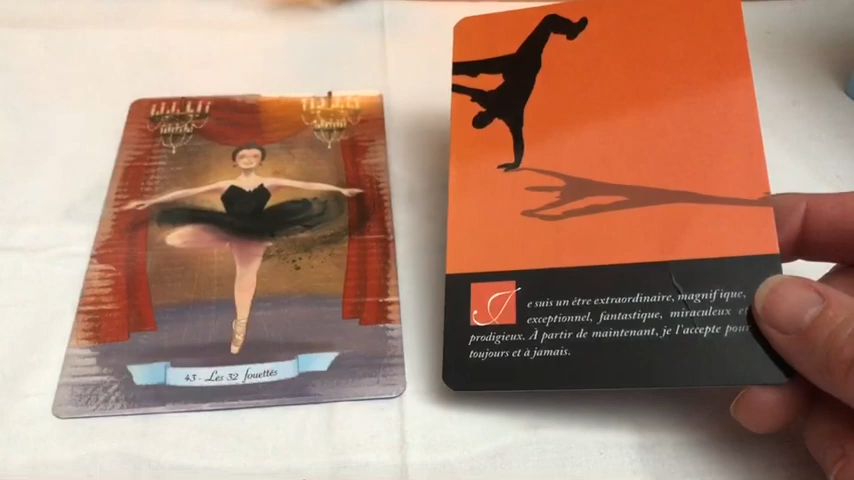 43 - Les 32 fouettés
Je suis un être extraordinaire, magnifique,
exceptionnel, fantastique, miraculeux et
prodigieux. À partir de maintenant, je l'accepte pour
toujours et à jamais.